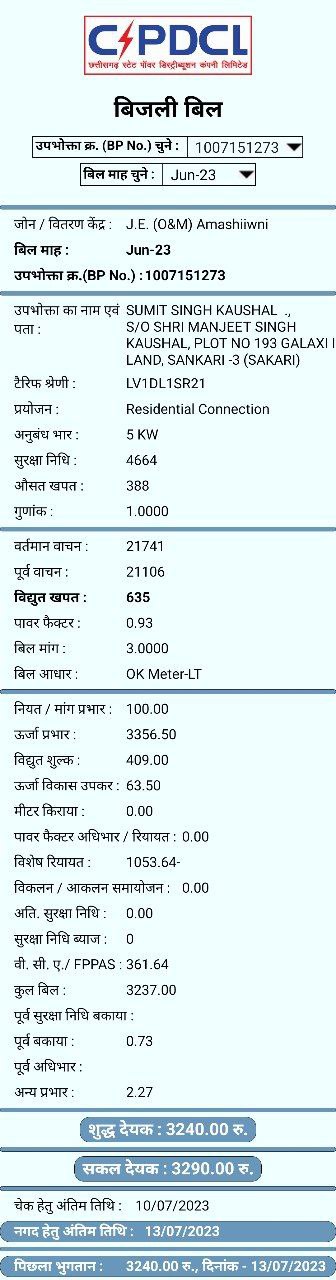 CSPDCL
छत्तीसगढ़ स्टेट पॉवर डिस्ट्रीब्यूशन कंपनी लिमिटेड
बिजली बिल
उपभोक्ता क्र. (BP No.) चुने : 1007151273
बिल माह चुने : Jun-23
जोन / वितरण केंद्र : J.E. (O&M) Amashiiwni
बिल माह : Jun-23
उपभोक्ता क्र.(BP No.) : 1007151273
उपभोक्ता का नाम एवं SUMIT SINGH KAUSHAL .,
पता : S/O SHRI MANJEET SINGH
KAUSHAL, PLOT NO 193 GALAXI
LAND, SANKARI -3 (SAKARI)
टैरिफ श्रेणी : LV1DL1SR21
प्रयोजन : Residential Connection
अनुबंध भार : 5 KW
सुरक्षा निधि : 4664
औसत खपत : 388
गुणांक : 1.0000
वर्तमान वाचन : 21741
पूर्व वाचन : 21106
विद्युत खपत : 635
पावर फैक्टर : 0.93
बिल मांग : 3.0000
बिल आधार : OK Meter-LT
नियत / मांग प्रभार : 100.00
ऊर्जा प्रभार : 3356.50
विद्युत शुल्क : 409.00
ऊर्जा विकास उपकर : 63.50
मीटर किराया : 0.00
पावर फैक्टर अधिभार / रियायत : 0.00
विशेष रियायत : 1053.64-
विकलन / आकलन समायोजन : 0.00
अति. सुरक्षा निधि : 0.00
सुरक्षा निधि ब्याज : 0
वी. सी. ए./ FPPAS : 361.64
कुल बिल : 3237.00
पूर्व सुरक्षा निधि बकाया :
पूर्व बकाया : 0.73
पूर्व अधिभार :
अन्य प्रभार : 2.27
शुद्ध देयक : 3240.00 रु.
सकल देयक : 3290.00 रु.
चेक हेतु अंतिम तिथि : 10/07/2023
नगद हेतु अंतिम तिथि : 13/07/2023
पिछला भुगतान : 3240.00 रु., दिनांक - 13/07/2023